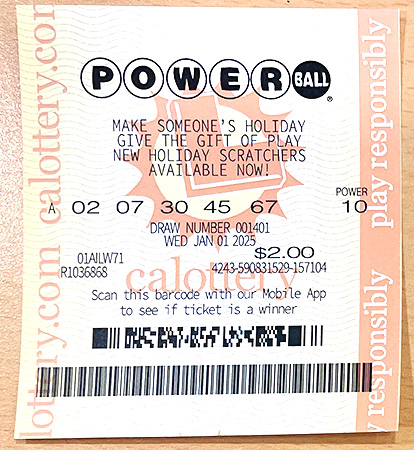 POWERBALL
®
MAKE SOMEONE'S HOLIDAY
GIVE THE GIFT OF PLAY
NEW HOLIDAY SCRATCHERS
AVAILABLE NOW!
POWER
A 02 07 30 45 67 10
DRAW NUMBER 001401
WED JAN 01 2025
01AILW71 $2.00
R1036868 4243-590831529-157104
calottery
Scan this barcode with our Mobile App
to see if ticket is a winner
lottery.com calottery.com
play responsibly
play responsibly